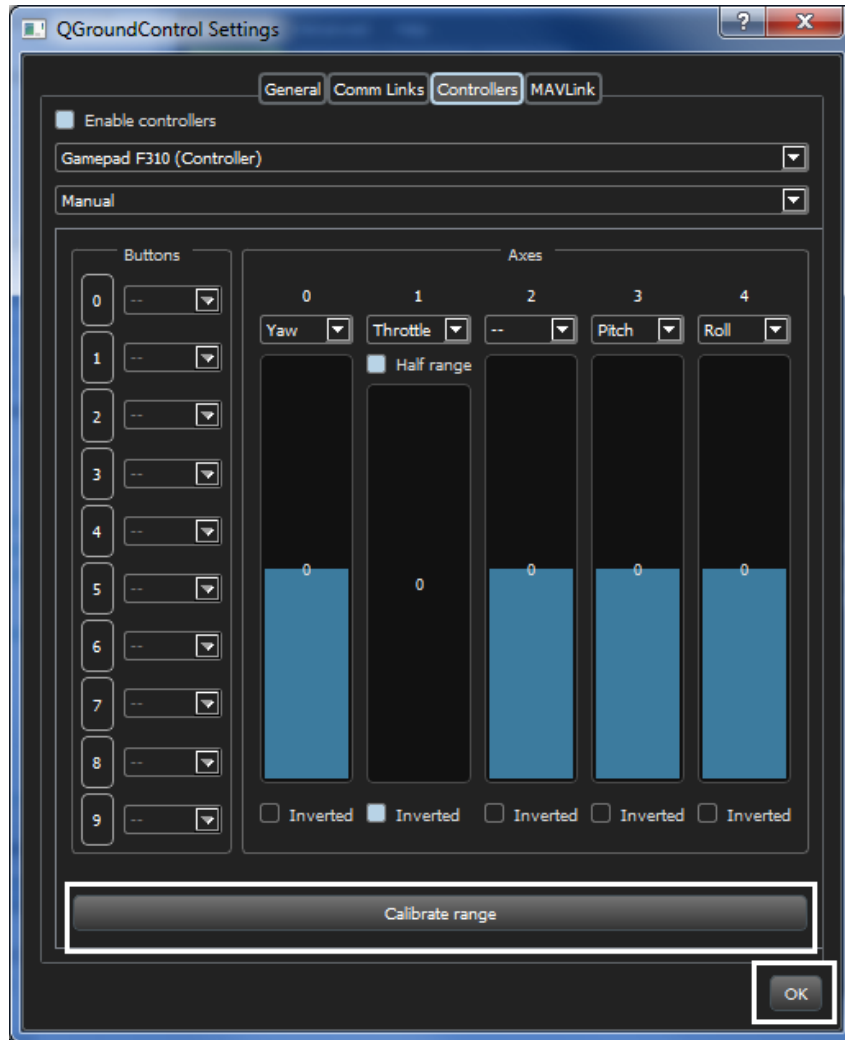 QGroundControl Settings
?
X
General Comm Links Controllers MAVLink
Enable controllers
Gamepad F310 (Controller)
Manual
Buttons
0 --
1 --
2 --
3 --
4 --
5 --
6 --
7 --
8 --
9 --
Axes
0 1 2 3 4
Yaw Throttle -- Pitch Roll
Half range
0 0 0 0 0
Inverted Inverted Inverted Inverted Inverted
Calibrate range
OK